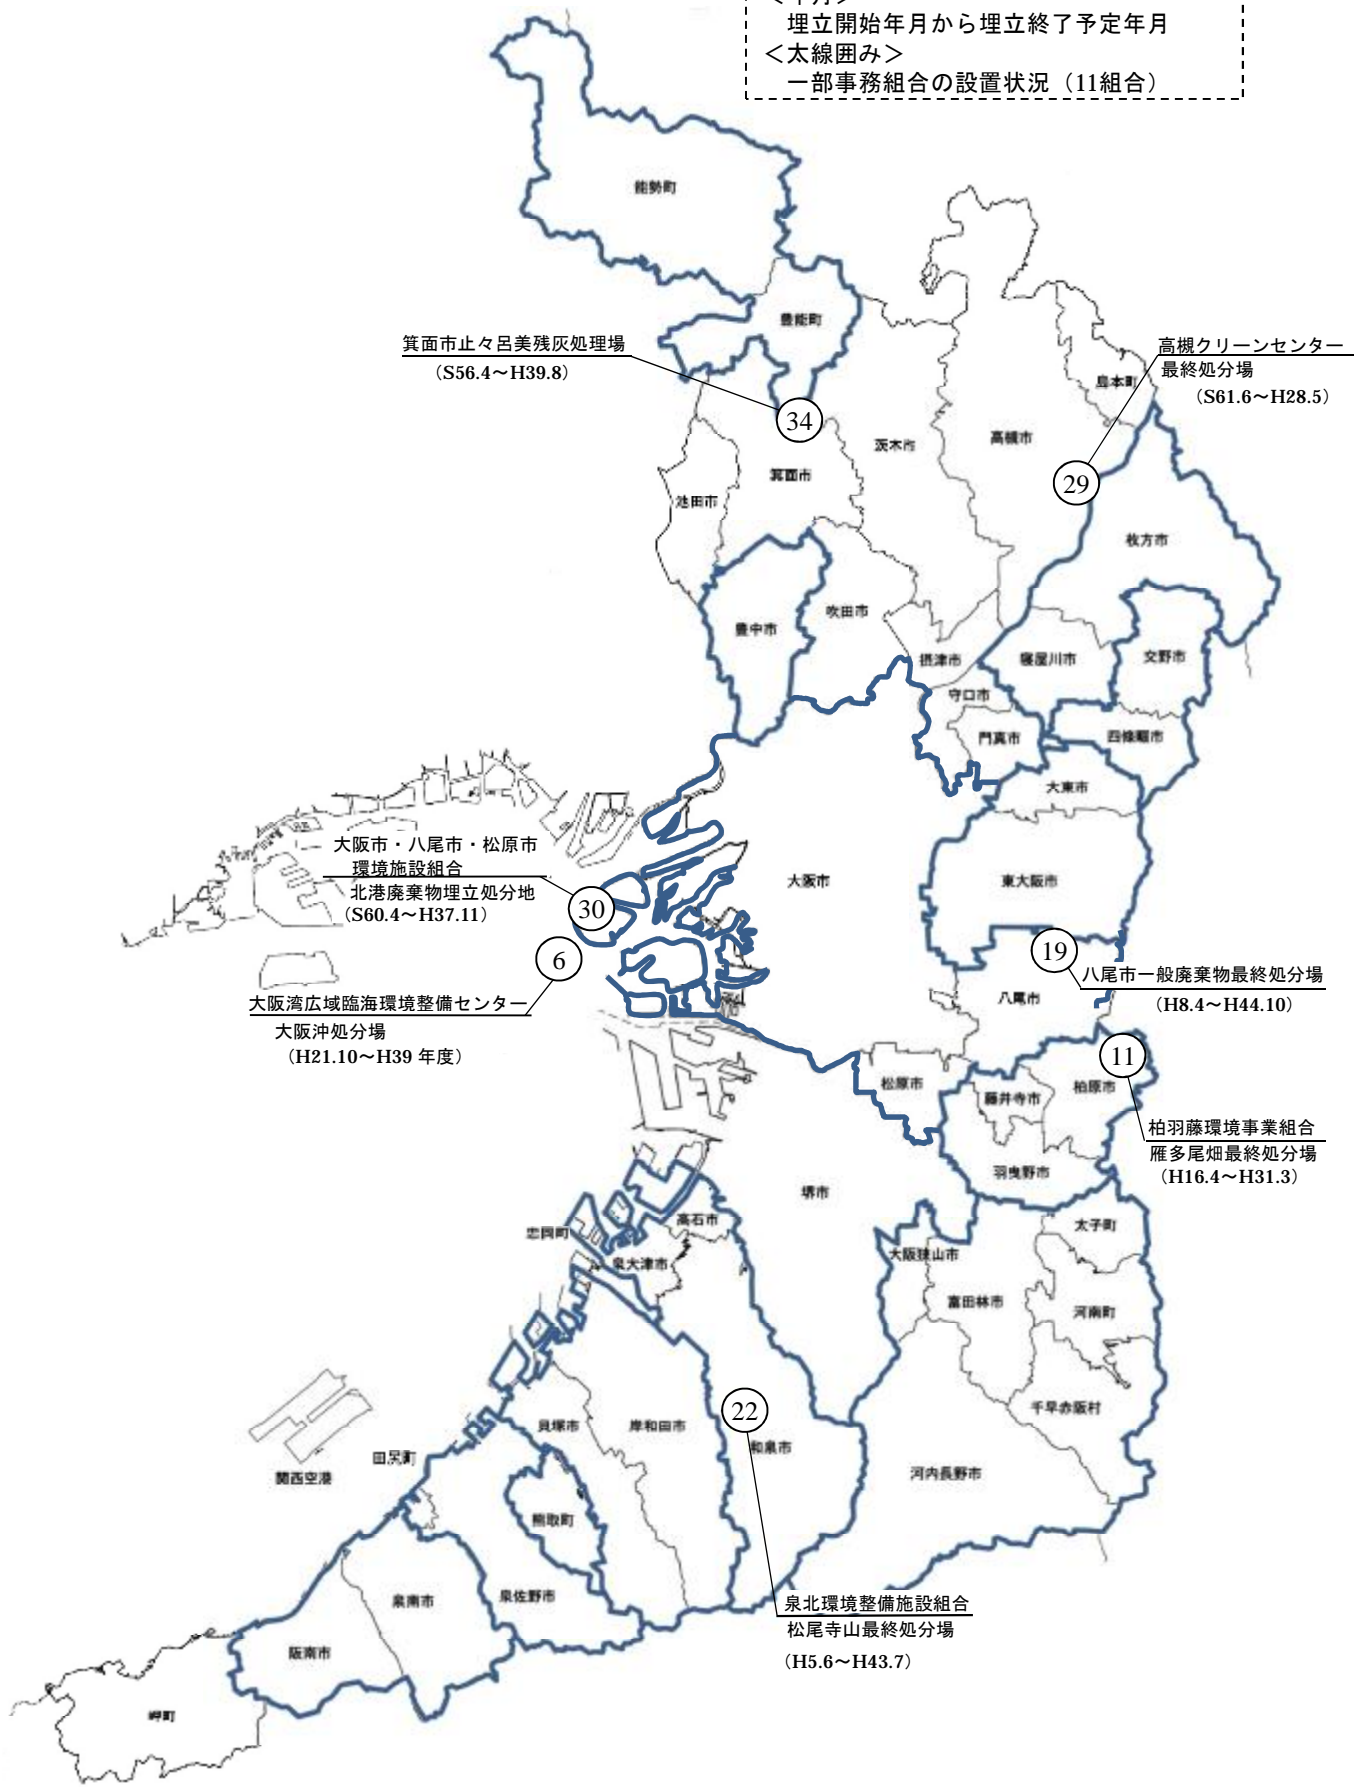 埋立開始年月から埋立終了予定年月
＜太線囲み＞
一部事務組合の設置状況（11組合）
能勢町
豊能町
箕面市止々呂美残灰処理場
（S56.4～H39.8）
34
高槻クリーンセンター
最終処分場
（S61.6～H28.5）
島本町
29
茨木市
高槻市
箕面市
池田市
枚方市
豊中市
吹田市
摂津市
寝屋川市
交野市
守口市
門真市
四條畷市
大東市
大阪市・八尾市・松原市
環境施設組合
北港廃棄物埋立処分地
（S60.4～H37.11）
30
大阪市
東大阪市
6
大阪湾広域臨海環境整備センター
大阪沖処分場
（H21.10～H39 年度）
19
八尾市一般廃棄物最終処分場
（H8.4～H44.10）
八尾市
11
松原市
藤井寺市
柏原市
柏羽藤環境事業組合
雁多尾畑最終処分場
（H16.4～H31.3）
羽曳野市
堺市
高石市
忠岡町
泉大津市
太子町
大阪狭山市
富田林市
河南町
千早赤阪村
22
貝塚市
岸和田市
和泉市
河内長野市
関西空港
田尻町
熊取町
泉佐野市
泉南市
阪南市
岬町
泉北環境整備施設組合
松尾寺山最終処分場
（H5.6～H43.7）